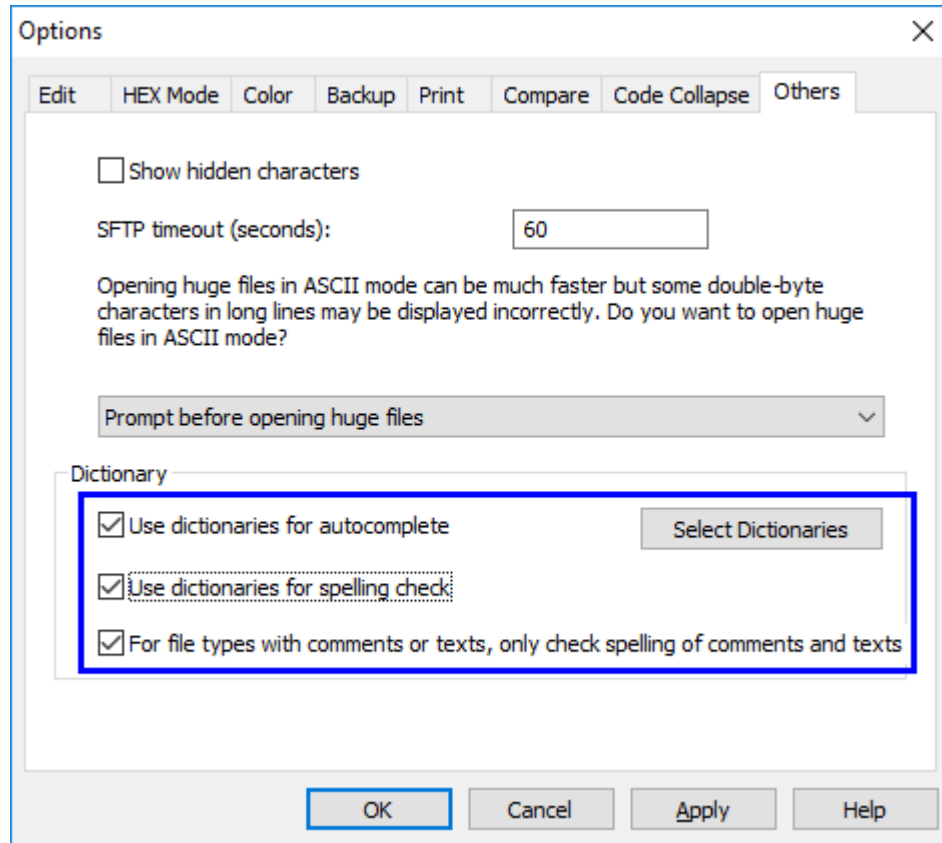 Options
Edit HEX Mode Color Backup Print Compare Code Collapse Others
Show hidden characters
SFTP timeout (seconds): 60
Opening huge files in ASCII mode can be much faster but some double-byte
characters in long lines may be displayed incorrectly. Do you want to open huge
files in ASCII mode?
Prompt before opening huge files
Dictionary
Use dictionaries for autocomplete Select Dictionaries
Use dictionaries for spelling check
For file types with comments or texts, only check spelling of comments and texts
OK Cancel Apply Help